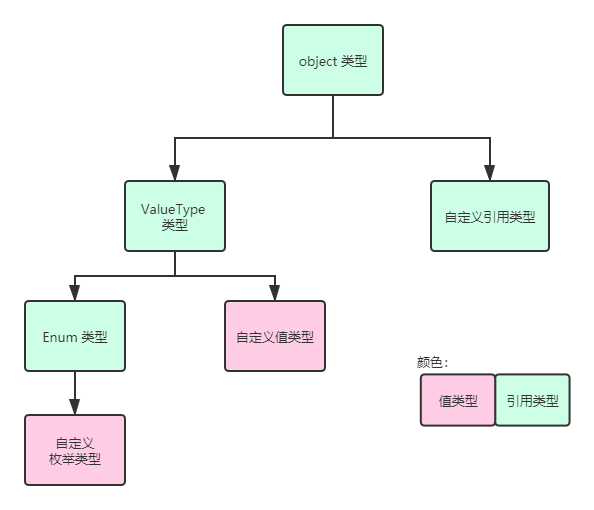 object 类型
ValueType
类型
自定义引用类型
Enum 类型
自定义值类型
颜色：
值类型
引用类型
自定义
枚举类型